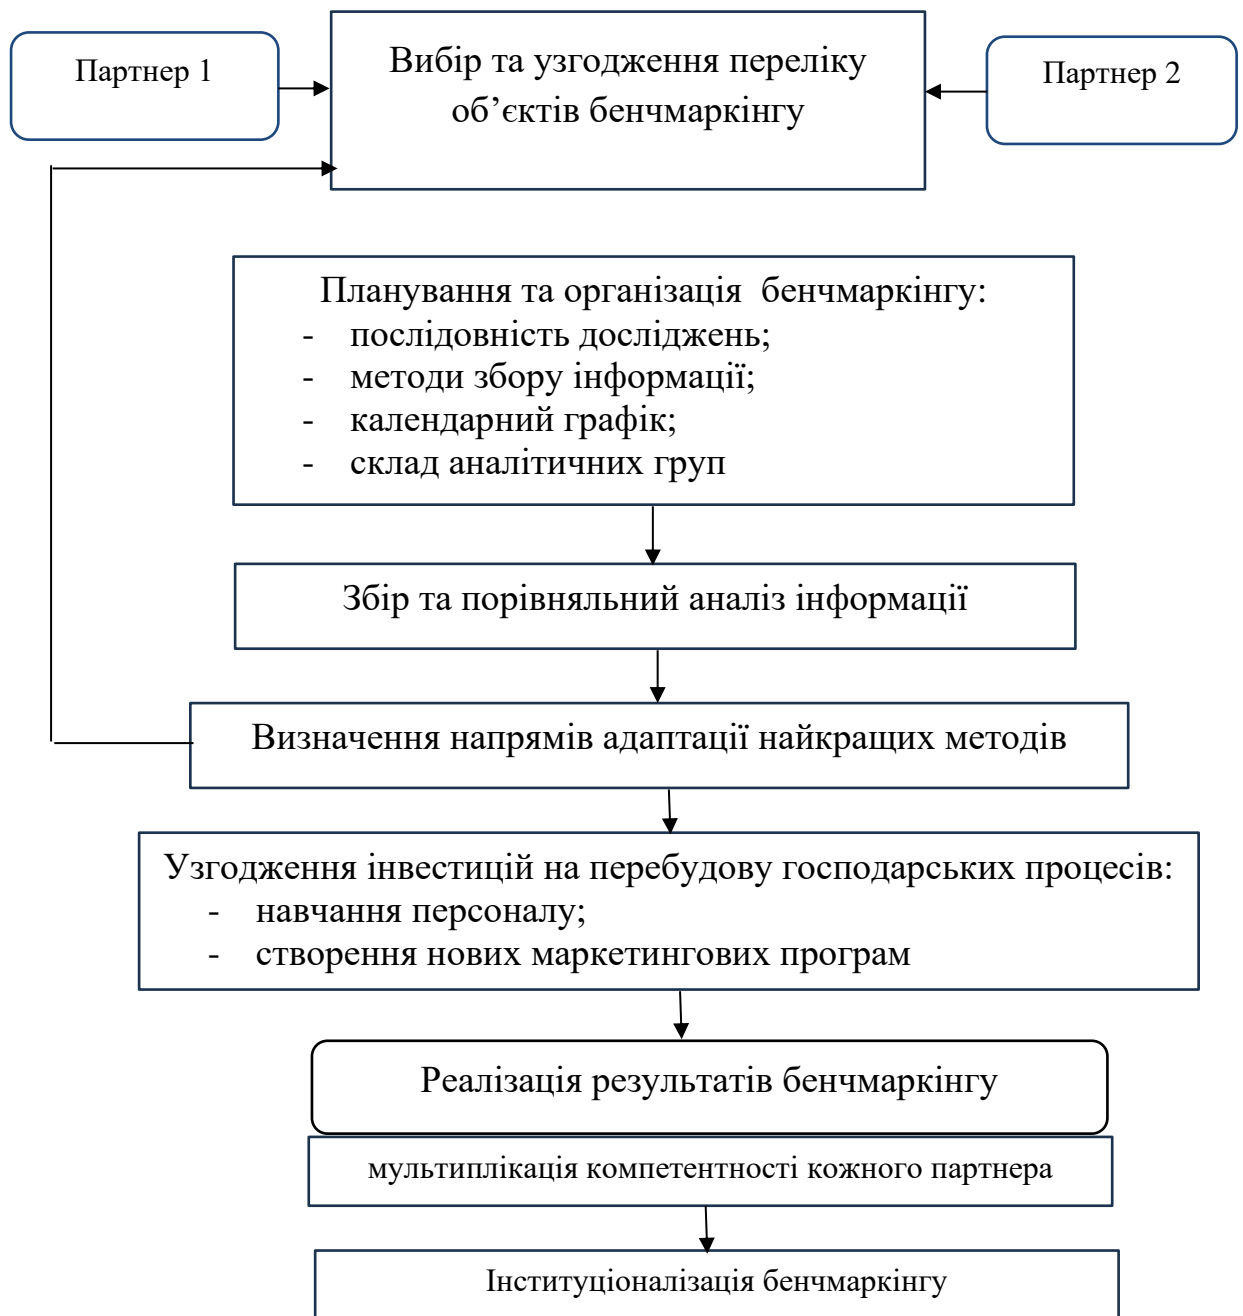 Партнер 1
Вибір та узгодження переліку
об’єктів бенчмаркінгу
Партнер 2
Планування та організація бенчмаркінгу:
- послідовність досліджень;
- методи збору інформації;
- календарний графік;
- склад аналітичних груп
Збір та порівняльний аналіз інформації
Визначення напрямів адаптації найкращих методів
Узгодження інвестицій на перебудову господарських процесів:
- навчання персоналу;
- створення нових маркетингових програм
Реалізація результатів бенчмаркінгу
мультиплікація компетентності кожного партнера
Інституціоналізація бенчмаркінгу